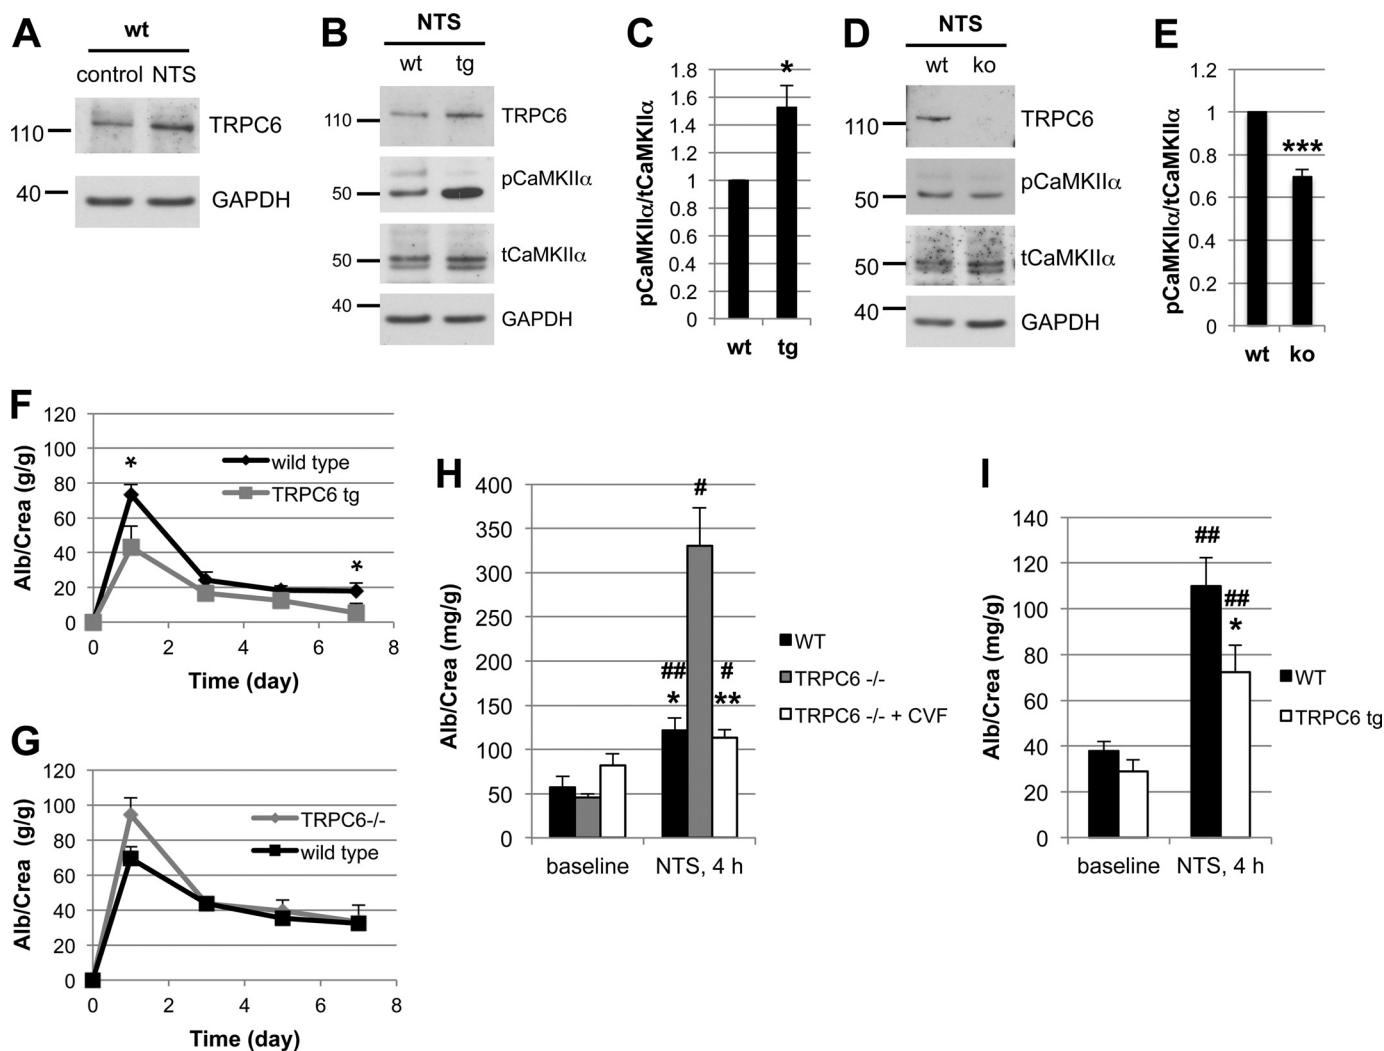 A
wt
control NTS
110
TRPC6
40
GAPDH
B
NTS
wt tg
110
TRPC6
50
pCaMKIIα
50
tCaMKIIα
40
GAPDH
C
pCaMKIIα/tCaMKIIα
1.8
1.6
1.4
1.2
1
0.8
0.6
0.4
0.2
0
*
wt tg
D
NTS
wt ko
110
TRPC6
50
pCaMKIIα
50
tCaMKIIα
40
GAPDH
E
pCaMKIIα/tCaMKIIα
1.2
1
0.8
0.6
0.4
0.2
0
***
wt ko
F
Alb/Crea (g/g)
120
100
80
60
40
20
0
*
*
wild type
TRPC6 tg
0 2 4 6 8
Time (day)
G
Alb/Crea (g/g)
120
100
80
60
40
20
0
TRPC6-/-
wild type
0 2 4 6 8
Time (day)
H
Alb/Crea (mg/g)
400
350
300
250
200
150
100
50
0
#
## #
* **
WT
TRPC6 -/-
TRPC6 -/- + CVF
baseline NTS, 4 h
I
Alb/Crea (mg/g)
140
120
100
80
60
40
20
0
##
##
*
WT
TRPC6 tg
baseline NTS, 4 h